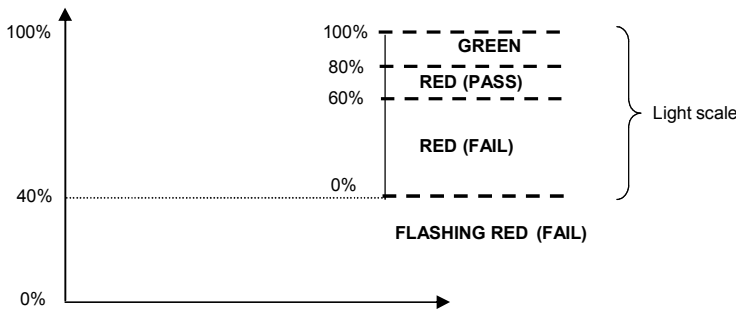 100%
100%
GREEN
80%
RED (PASS)
60%
Light scale
RED (FAIL)
0%
40%
FLASHING RED (FAIL)
0%